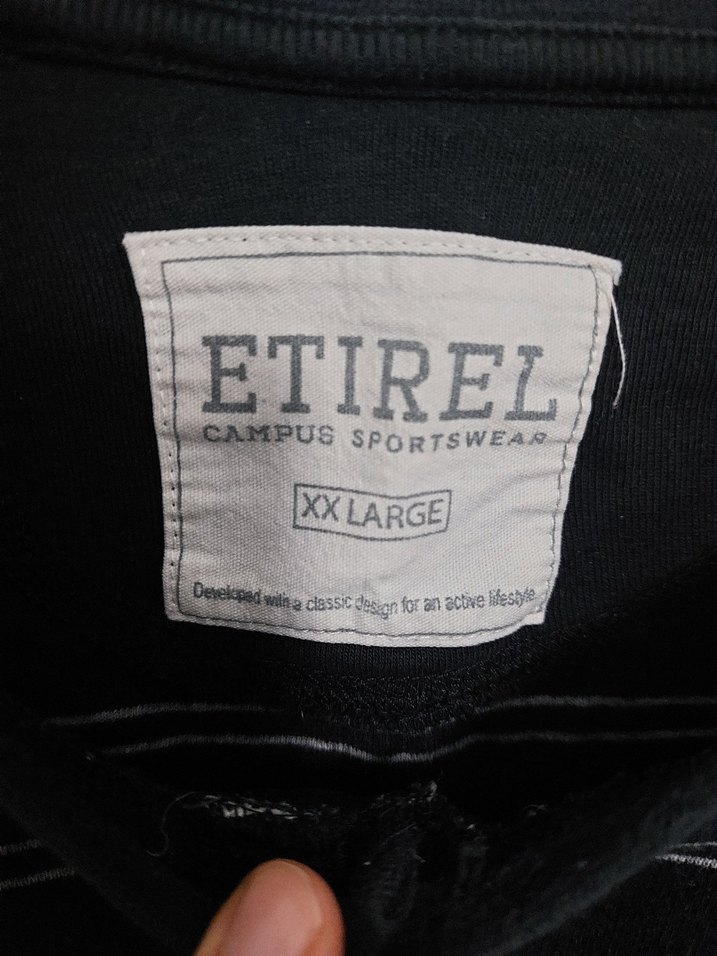 ETIREL
CAMPUS SPORTSWEAR
XX LARGE
Developed with a classic design for an active lifestyle